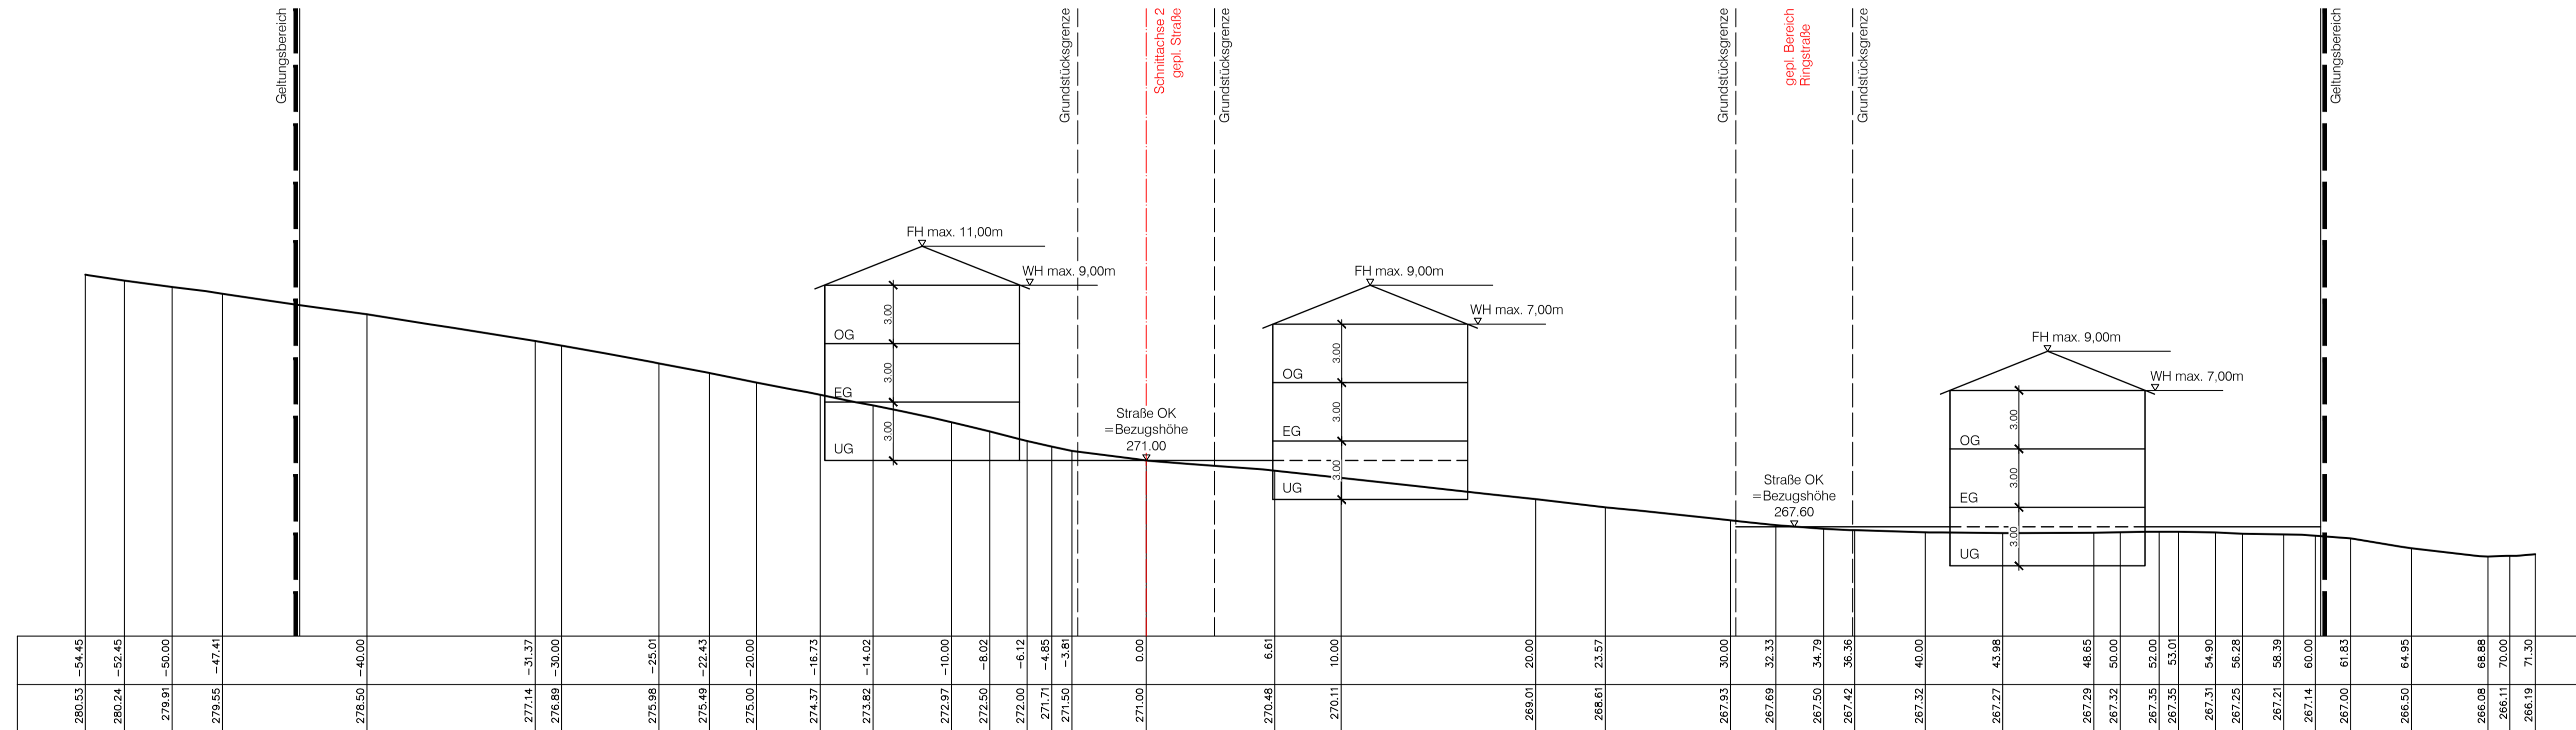 Geltungsbereich
Grundstücksgrenze
Schnittachse 2
gepl. Straße
Grundstücksgrenze
Grundstücksgrenze
gepl. Bereich
Ringstraße
Grundstücksgrenze
Geltungsbereich
FH max. 11,00m
WH max. 9,00m
3.00
OG
3.00
EG
3.00
UG
Straße OK
=Bezugshöhe
271.00
FH max. 9,00m
WH max. 7,00m
3.00
OG
3.00
EG
3.00
UG
Straße OK
=Bezugshöhe
267.60
FH max. 9,00m
WH max. 7,00m
3.00
OG
3.00
EG
3.00
UG
−54.45 −52.45 −50.00 −47.41 −40.00 −31.37 −30.00 −25.01 −22.43 −20.00 −16.73 −14.02 −10.00 −8.02 −6.12 −4.85 −3.81 0.00 6.61 10.00 20.00 23.57 30.00 32.33 34.79 36.36 40.00 43.98 48.65 50.00 52.00 53.01 54.90 56.28 58.39 60.00 61.83 64.95 68.88 70.00 71.30
280.53 280.24 279.91 279.55 278.50 277.14 276.89 275.98 275.49 275.00 274.37 273.82 272.97 272.50 272.00 271.71 271.50 271.00 270.48 270.11 269.01 268.61 267.93 267.69 267.50 267.42 267.32 267.27 267.29 267.32 267.35 267.35 267.31 267.25 267.21 267.14 267.00 266.50 266.08 266.11 266.19